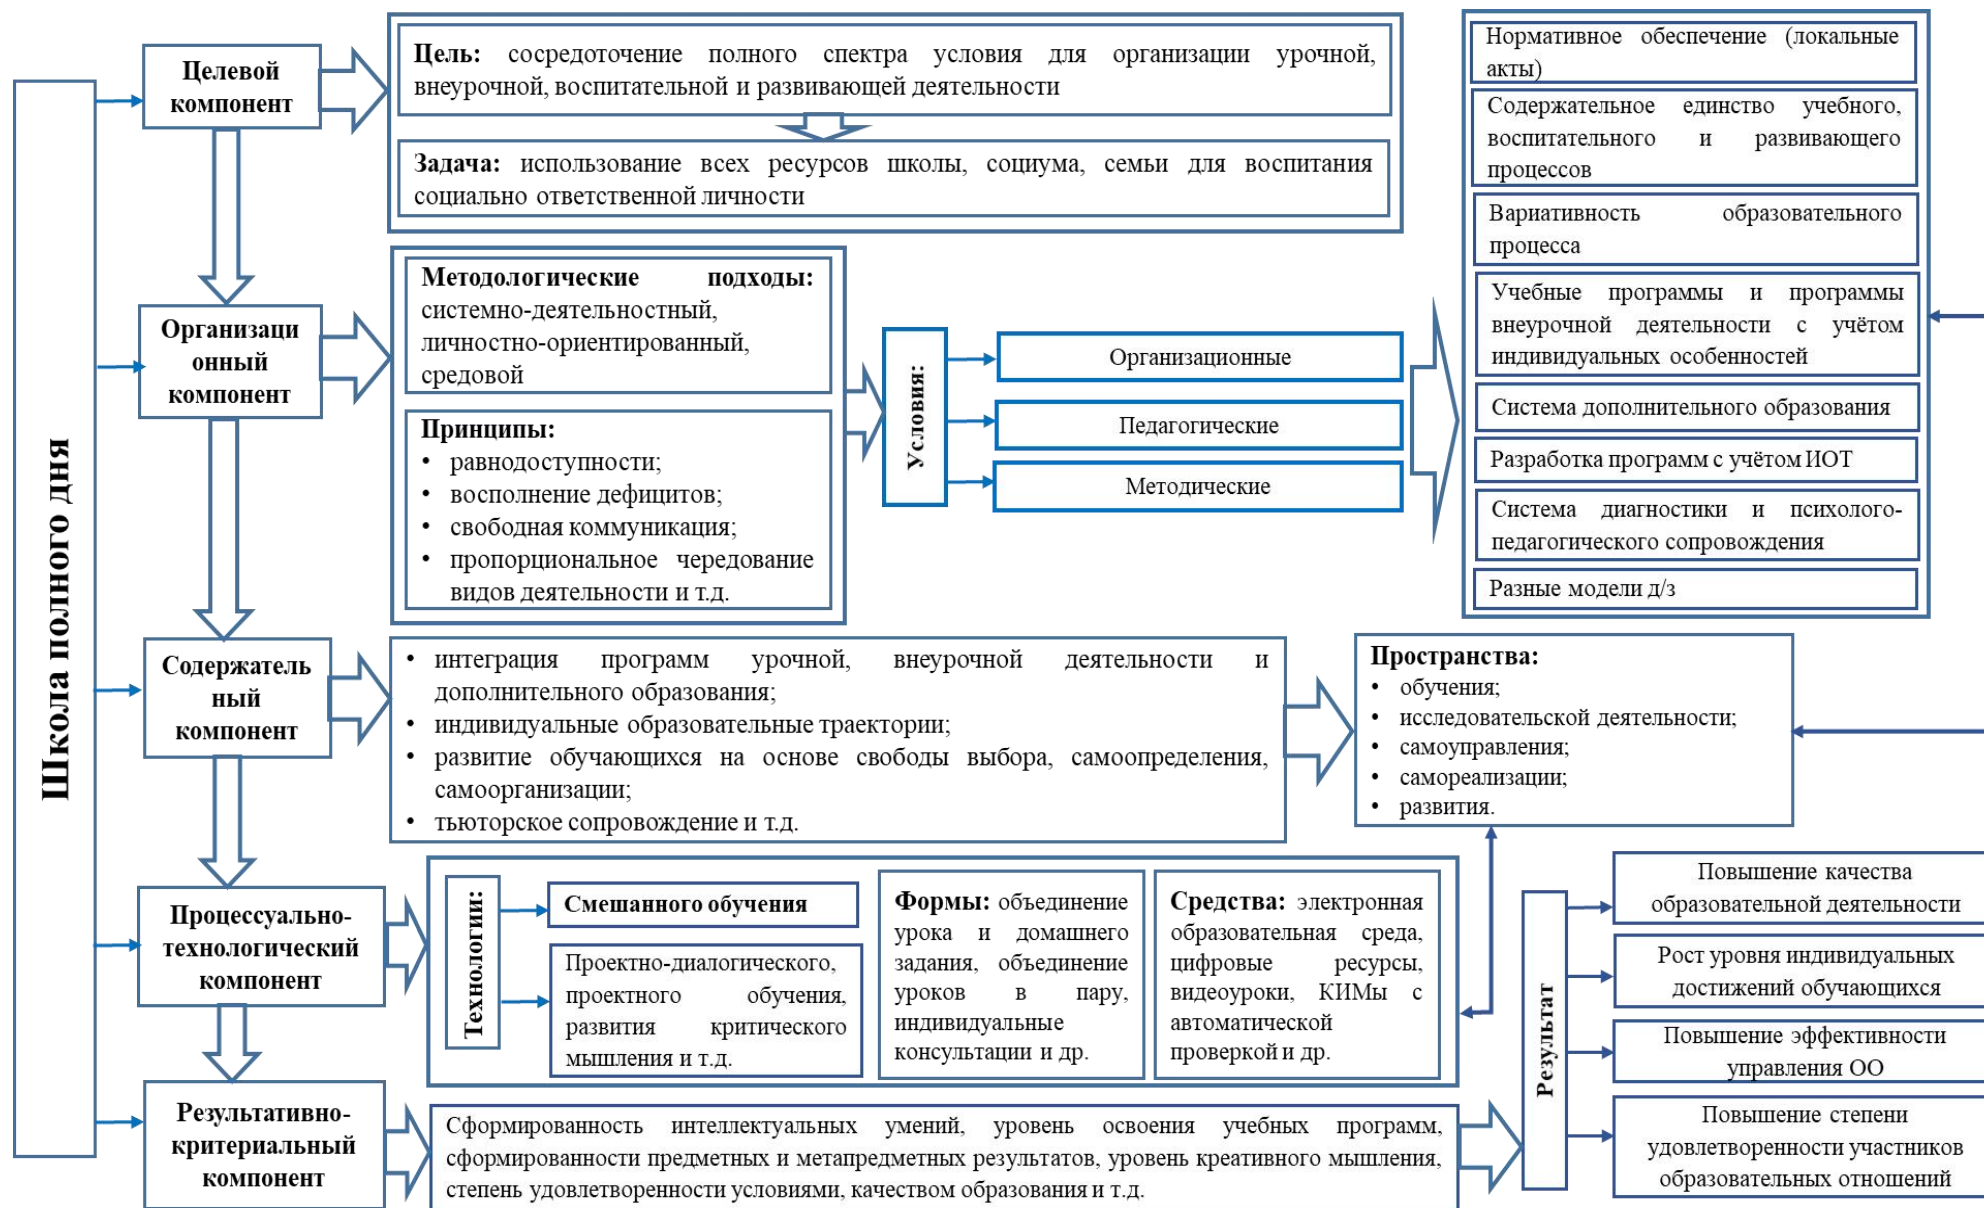 Школа полного дня
Целевой
компонент
Цель: сосредоточение полного спектра условия для организации урочной,
внеурочной, воспитательной и развивающей деятельности
Задача: использование всех ресурсов школы, социума, семьи для воспитания
социально ответственной личности
Организаци
онный
компонент
Методологические подходы:
системно-деятельностный,
личностно-ориентированный,
средовой
Принципы:
• равнодоступности;
• восполнение дефицитов;
• свободная коммуникация;
• пропорциональное чередование
видов деятельности и т.д.
Условия:
Организационные
Педагогические
Методические
Нормативное обеспечение (локальные
акты)
Содержательное единство учебного,
воспитательного и развивающего
процессов
Вариативность образовательного
процесса
Учебные программы и программы
внеурочной деятельности с учётом
индивидуальных особенностей
Система дополнительного образования
Разработка программ с учётом ИОТ
Система диагностики и психолого-
педагогического сопровождения
Разные модели д/з
Содержатель
ный
компонент
• интеграция программ урочной, внеурочной деятельности и
дополнительного образования;
• индивидуальные образовательные траектории;
• развитие обучающихся на основе свободы выбора, самоопределения,
самоорганизации;
• тьюторское сопровождение и т.д.
Пространства:
• обучения;
• исследовательской деятельности;
• самоуправления;
• самореализации;
• развития.
Процессуально-
технологический
компонент
Технологии:
Смешанного обучения
Проектно-диалогического,
проектного обучения,
развития критического
мышления и т.д.
Формы: объединение
урока и домашнего
задания, объединение
уроков в пару,
индивидуальные
консультации и др.
Средства: электронная
образовательная среда,
цифровые ресурсы,
видеоуроки, КИМы с
автоматической
проверкой и др.
Результативно-
критериальный
компонент
Сформированность интеллектуальных умений, уровень освоения учебных программ,
сформированности предметных и метапредметных результатов, уровень креативного мышления,
степень удовлетворенности условиями, качеством образования и т.д.
Результат
Повышение качества
образовательной деятельности
Рост уровня индивидуальных
достижений обучающихся
Повышение эффективности
управления ОО
Повышение степени
удовлетворенности участников
образовательных отношений